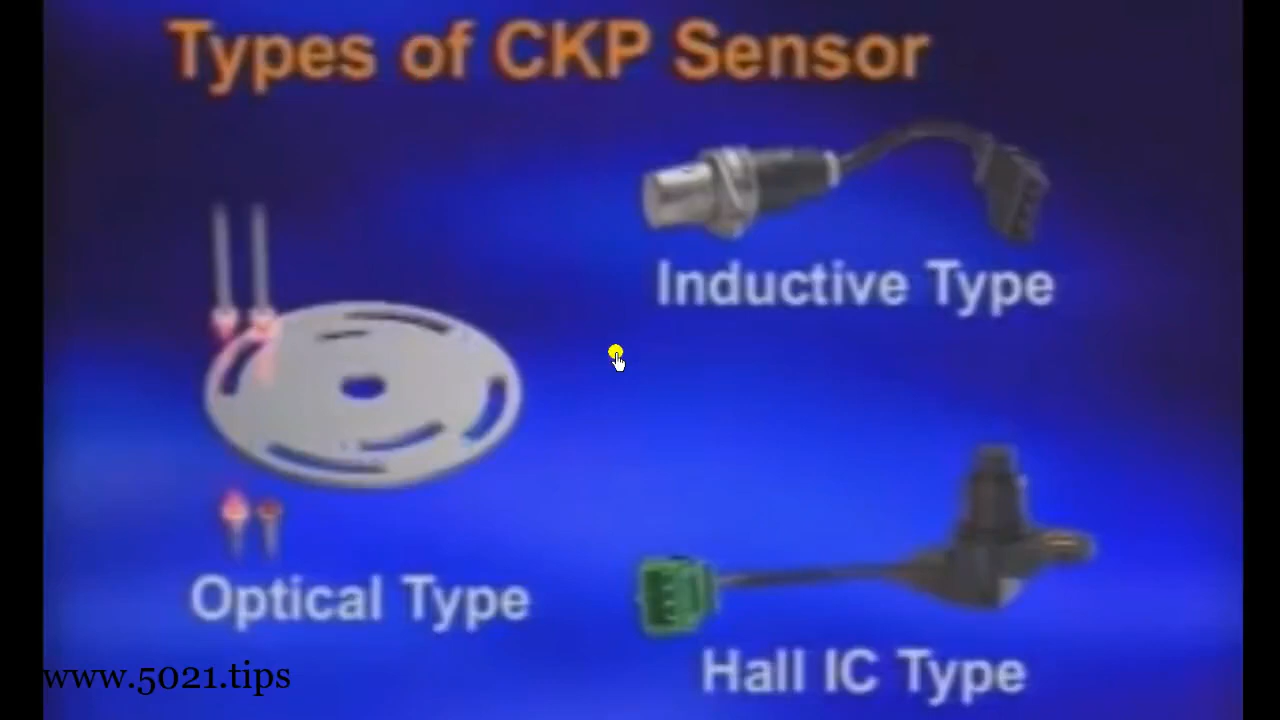 Types of CKP Sensor
Inductive Type
Optical Type
Hall IC Type
www.5021.tips